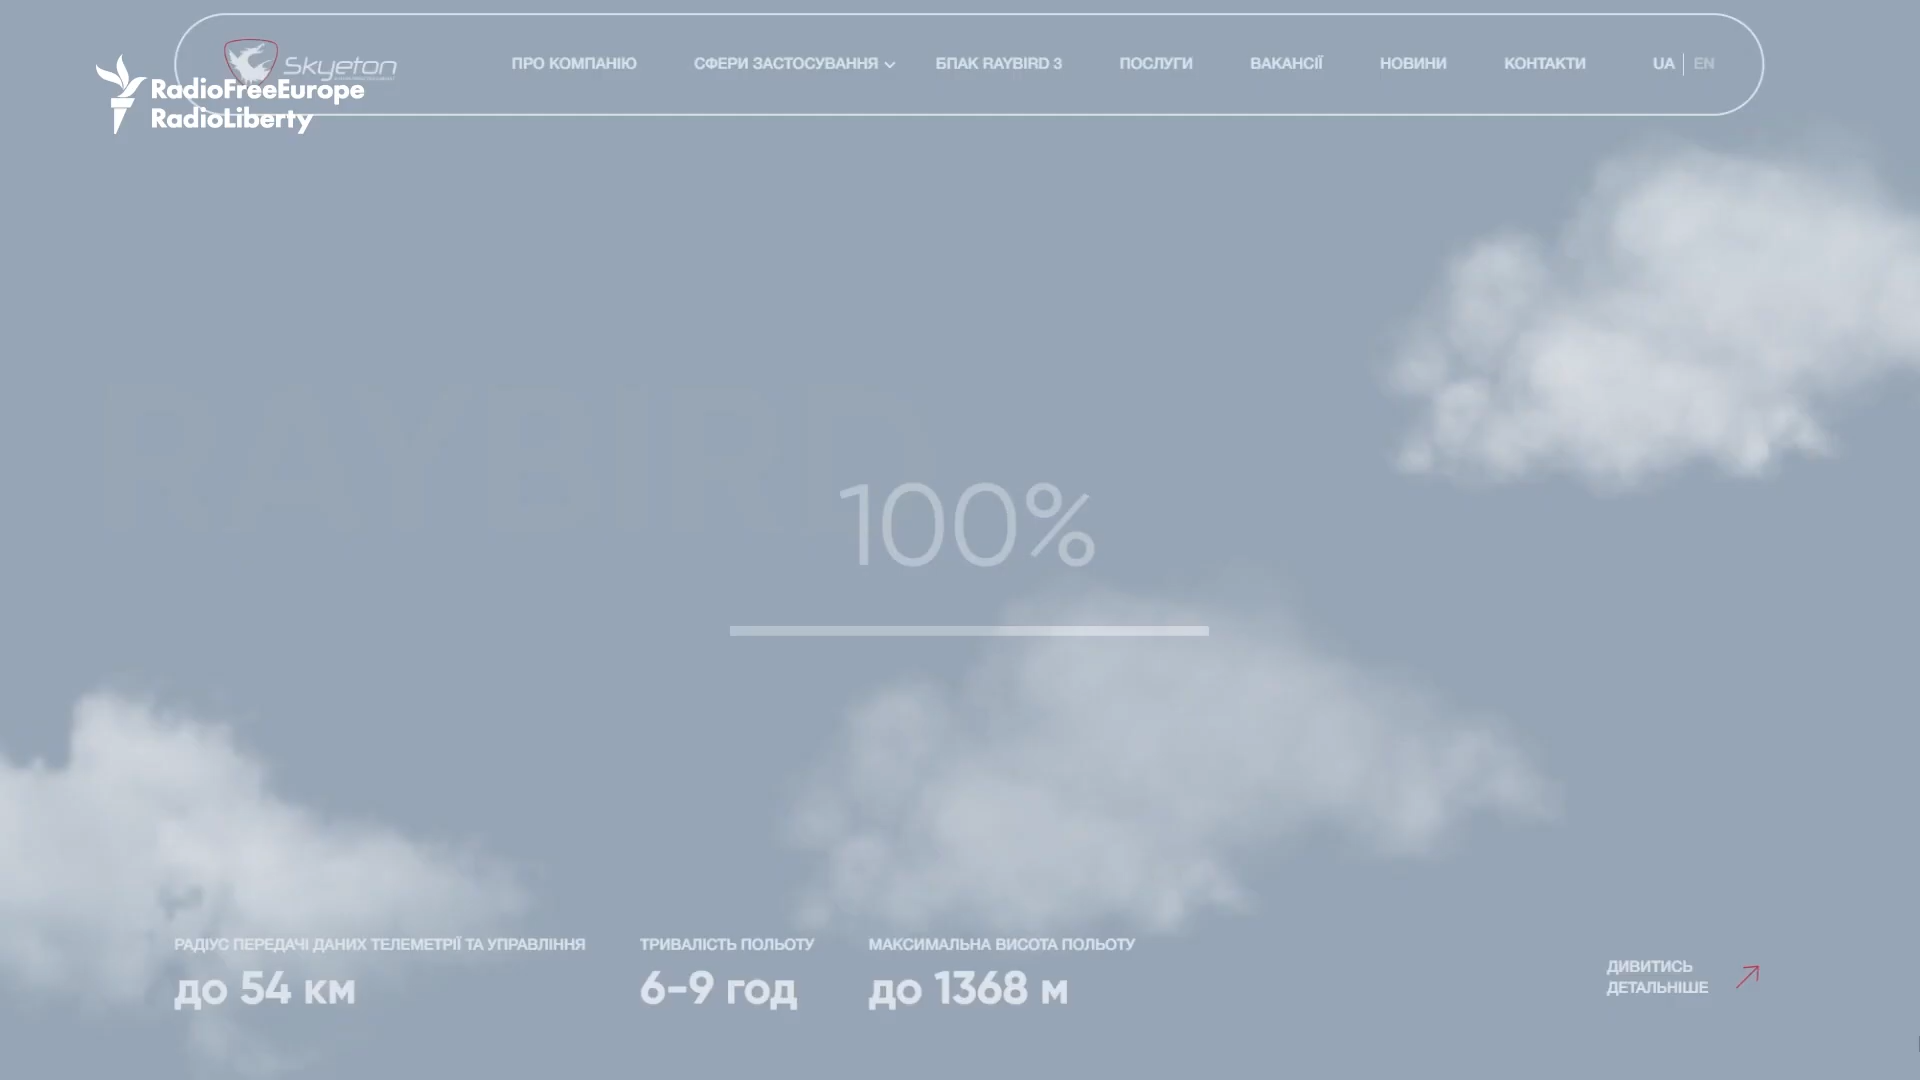 Skyeton
ПРО КОМПАНІЮ
СФЕРИ ЗАСТОСУВАННЯ
БПАК RAYBIRD 3
ПОСЛУГИ
ВАКАНСІЇ
НОВИНИ
КОНТАКТИ
UA
EN
RadioFreeEurope
RadioLiberty
RAYBIRD
100%
РАДІУС ПЕРЕДАЧІ ДАНИХ ТЕЛЕМЕТРІЇ ТА УПРАВЛІННЯ
до 54 км
ТРИВАЛІСТЬ ПОЛЬОТУ
6-9 год
МАКСИМАЛЬНА ВИСОТА ПОЛЬОТУ
до 1368 м
ДИВИТИСЬ
ДЕТАЛЬНІШЕ